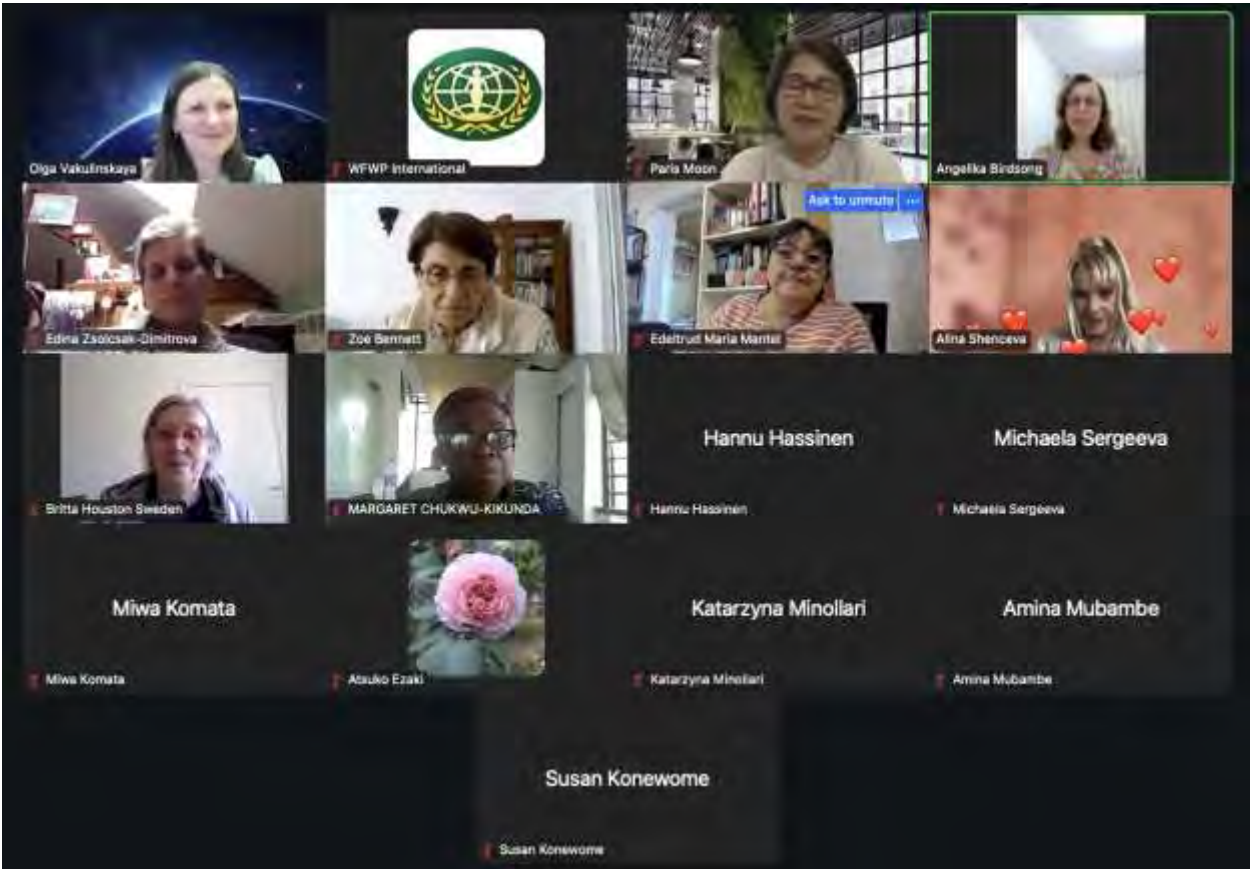 Olga Vakulinskaya
WFWP International
Paris Moon
Angelika Birdsong
Ask to unmute ...
Edina Zsolcsak-Dimitrova
Zoe Bennett
Edeltrud Maria Mantel
Alina Shenceva
Britta Houston Sweden
MARGARET CHUKWU-KIKUNDA
Hannu Hassinen
Hannu Hassinen
Michaela Sergeeva
Michaela Sergeeva
Miwa Komata
Miwa Komata
Atsuko Ezaki
Katarzyna Minollari
Katarzyna Minollari
Amina Mubambe
Amina Mubambe
Susan Konewome
Susan Konewome